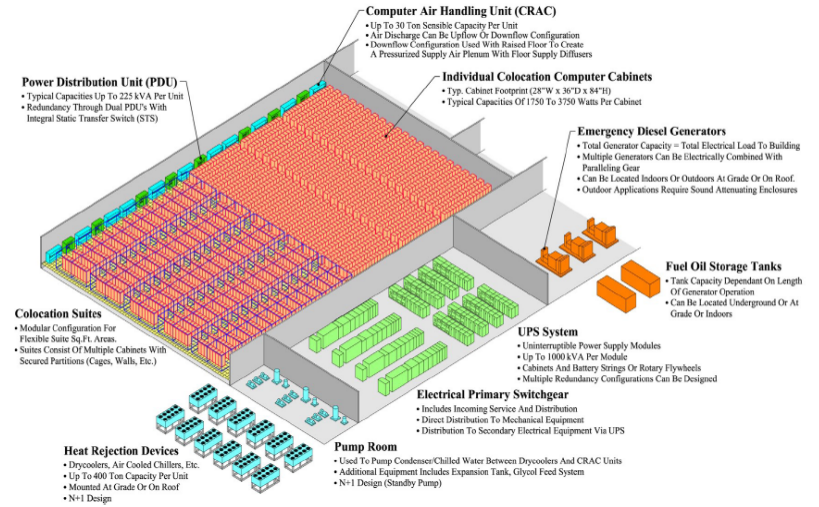 Computer Air Handling Unit (CRAC)
• Up To 30 Ton Sensible Capacity Per Unit
• Air Discharge Can Be Upflow Or Downflow Configuration
• Downflow Configuration Used With Raised Floor To Create
A Pressurized Supply Air Plenum With Floor Supply Diffusers
Power Distribution Unit (PDU)
• Typical Capacities Up To 225 kVA Per Unit
• Redundancy Through Dual PDU's With
Integral Static Transfer Switch (STS)
Individual Colocation Computer Cabinets
• Typ. Cabinet Footprint (28"W x 36"D x 84"H)
• Typical Capacities Of 1750 To 3750 Watts Per Cabinet
Emergency Diesel Generators
• Total Generator Capacity = Total Electrical Load To Building
• Multiple Generators Can Be Electrically Combined With
Paralleling Gear
• Can Be Located Indoors Or Outdoors At Grade Or On Roof.
• Outdoor Applications Require Sound Attenuating Enclosures
Fuel Oil Storage Tanks
• Tank Capacity Dependant On Length
Of Generator Operation
• Can Be Located Underground Or At
Grade Or Indoors
Colocation Suites
• Modular Configuration For
Flexible Suite Sq.Ft. Areas.
• Suites Consist Of Multiple Cabinets With
Secured Partitions (Cages, Walls, Etc.)
UPS System
• Uninterruptible Power Supply Modules
• Up To 1000 kVA Per Module
• Cabinets And Battery Strings Or Rotary Flywheels
• Multiple Redundancy Configurations Can Be Designed
Electrical Primary Switchgear
• Includes Incoming Service And Distribution
• Direct Distribution To Mechanical Equipment
• Distribution To Secondary Electrical Equipment Via UPS
Heat Rejection Devices
• Drycoolers, Air Cooled Chillers, Etc.
• Up To 400 Ton Capacity Per Unit
• Mounted At Grade Or On Roof
• N+1 Design
Pump Room
• Used To Pump Condenser/Chilled Water Between Drycoolers And CRAC Units
• Additional Equipment Includes Expansion Tank, Glycol Feed System
• N+1 Design (Standby Pump)